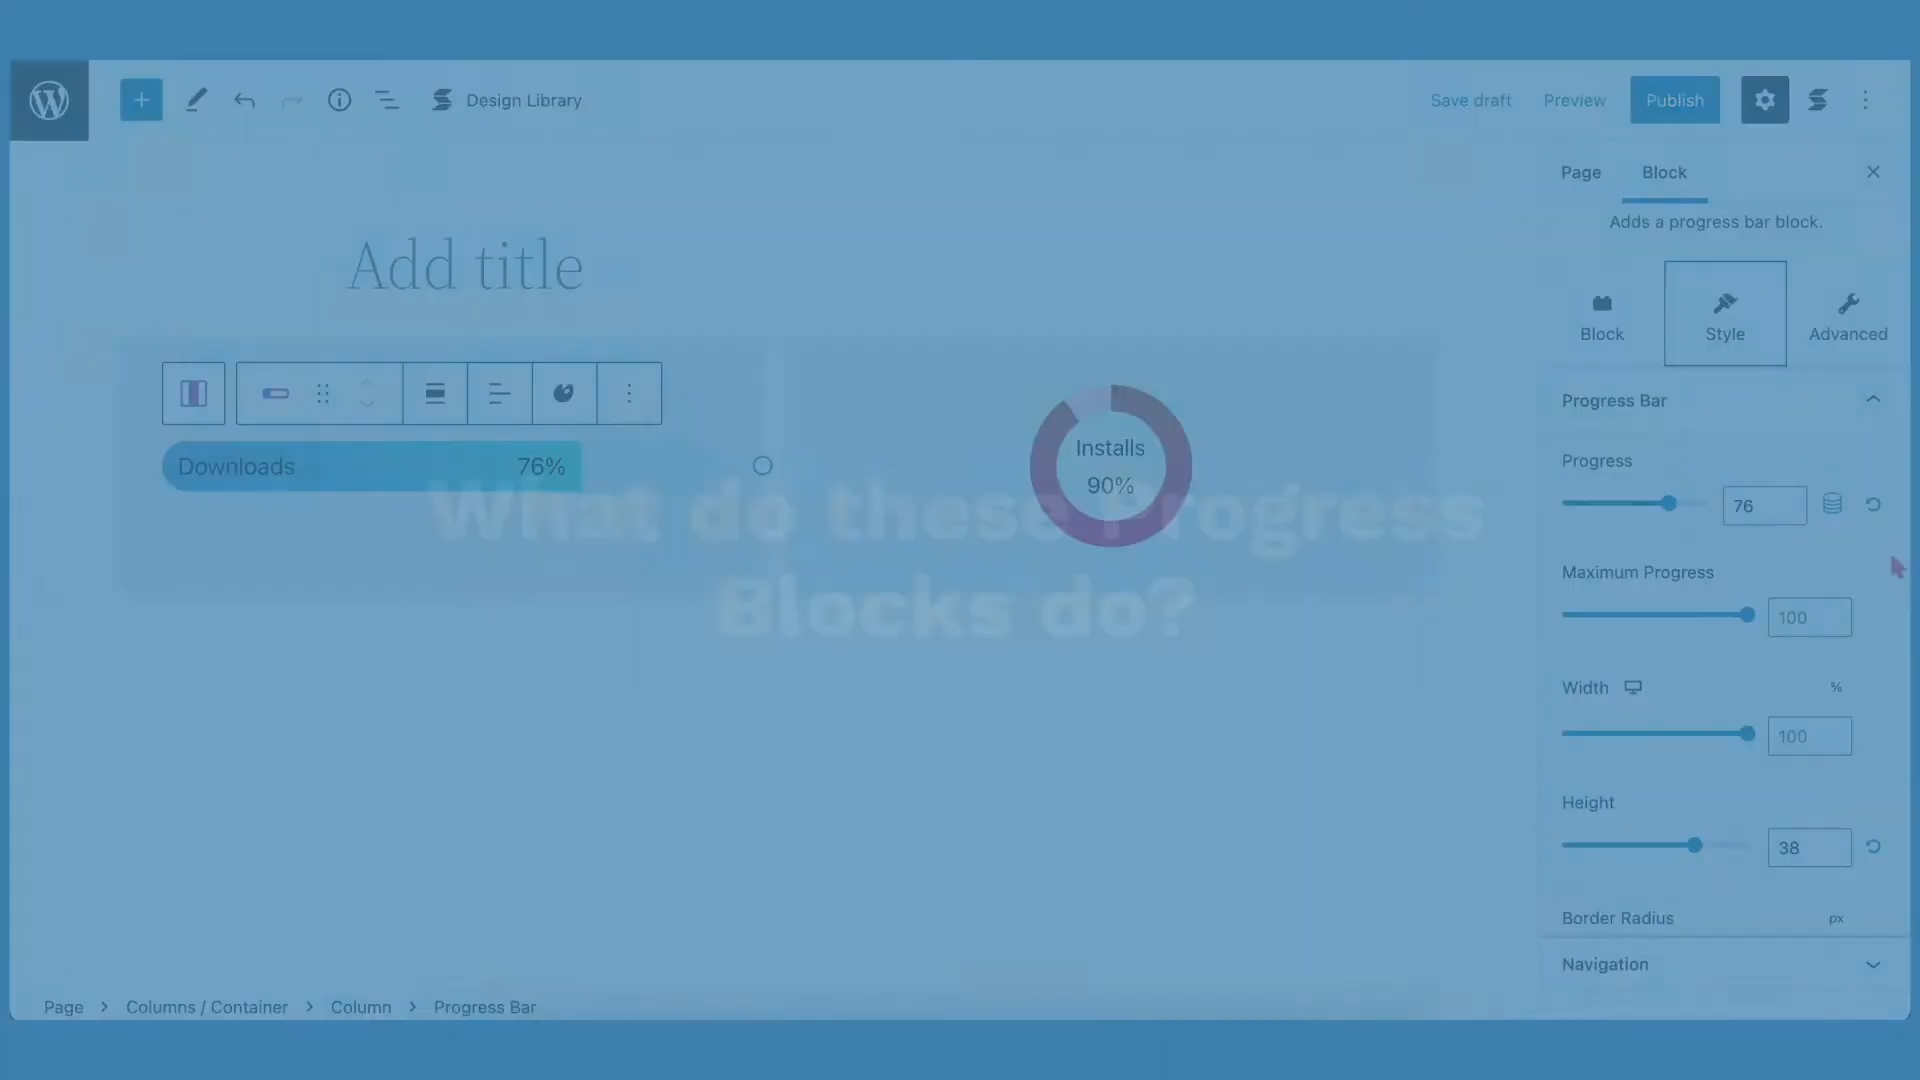 Design Library
Save draft
Preview
Publish
Page
Block
Adds a progress bar block.
Add title
Block
Style
Advanced
Progress Bar
Downloads
76%
Installs
90%
Progress
76
What do these Progress
Blocks do?
Maximum Progress
100
Width
%
100
Height
38
Border Radius
px
Navigation
Page > Columns / Container > Column > Progress Bar